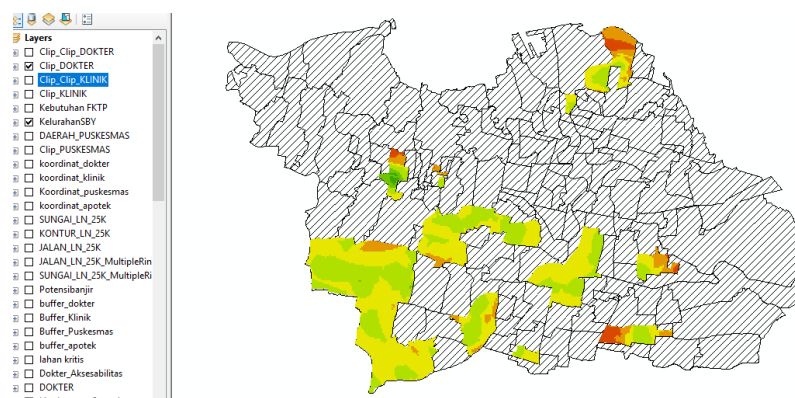 Layers
Clip_Clip_DOKTER
Clip_DOKTER
Clip_Clip_KLINIK
Clip_KLINIK
Kebutuhan FKTP
KelurahanSBY
DAERAH_PUSKESMAS
Clip_PUSKESMAS
koordinat_dokter
koordinat_klinik
Koordinat_puskesmas
koordinat_apotek
SUNGAI_LN_25K
KONTUR_LN_25K
JALAN_LN_25K
JALAN_LN_25K_MultipleRin
SUNGAI_LN_25K_MultipleRi
Potensibanjir
buffer_dokter
Buffer_Klinik
Buffer_Puskesmas
buffer_apotek
lahan kritis
Dokter_Aksesabilitas
DOKTER